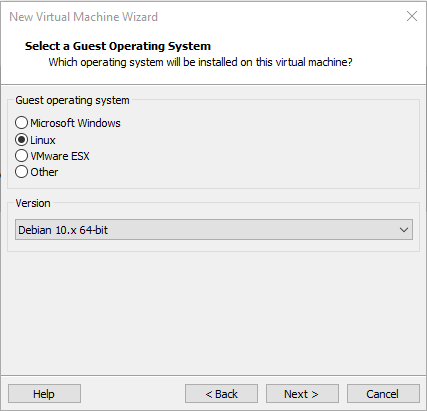 New Virtual Machine Wizard
Select a Guest Operating System
Which operating system will be installed on this virtual machine?
Guest operating system
Microsoft Windows
Linux
VMware ESX
Other
Version
Debian 10.x 64-bit
Help
< Back
Next >
Cancel